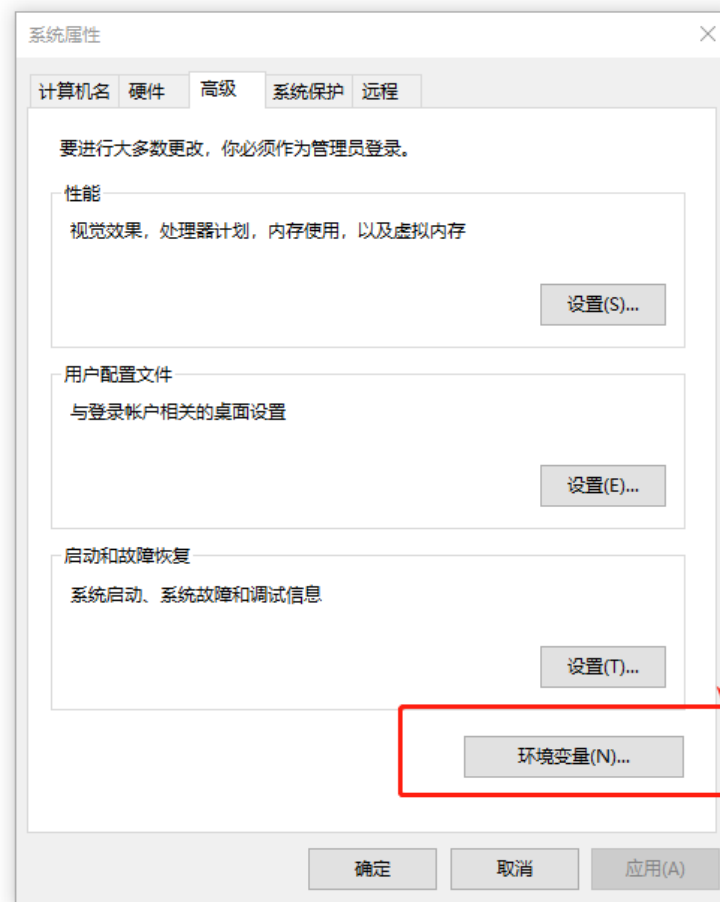 系统属性
计算机名 硬件 高级 系统保护 远程
要进行大多数更改，你必须作为管理员登录。
性能
视觉效果，处理器计划，内存使用，以及虚拟内存
设置(S)...
用户配置文件
与登录帐户相关的桌面设置
设置(E)...
启动和故障恢复
系统启动、系统故障和调试信息
设置(T)...
环境变量(N)...
确定 取消 应用(A)